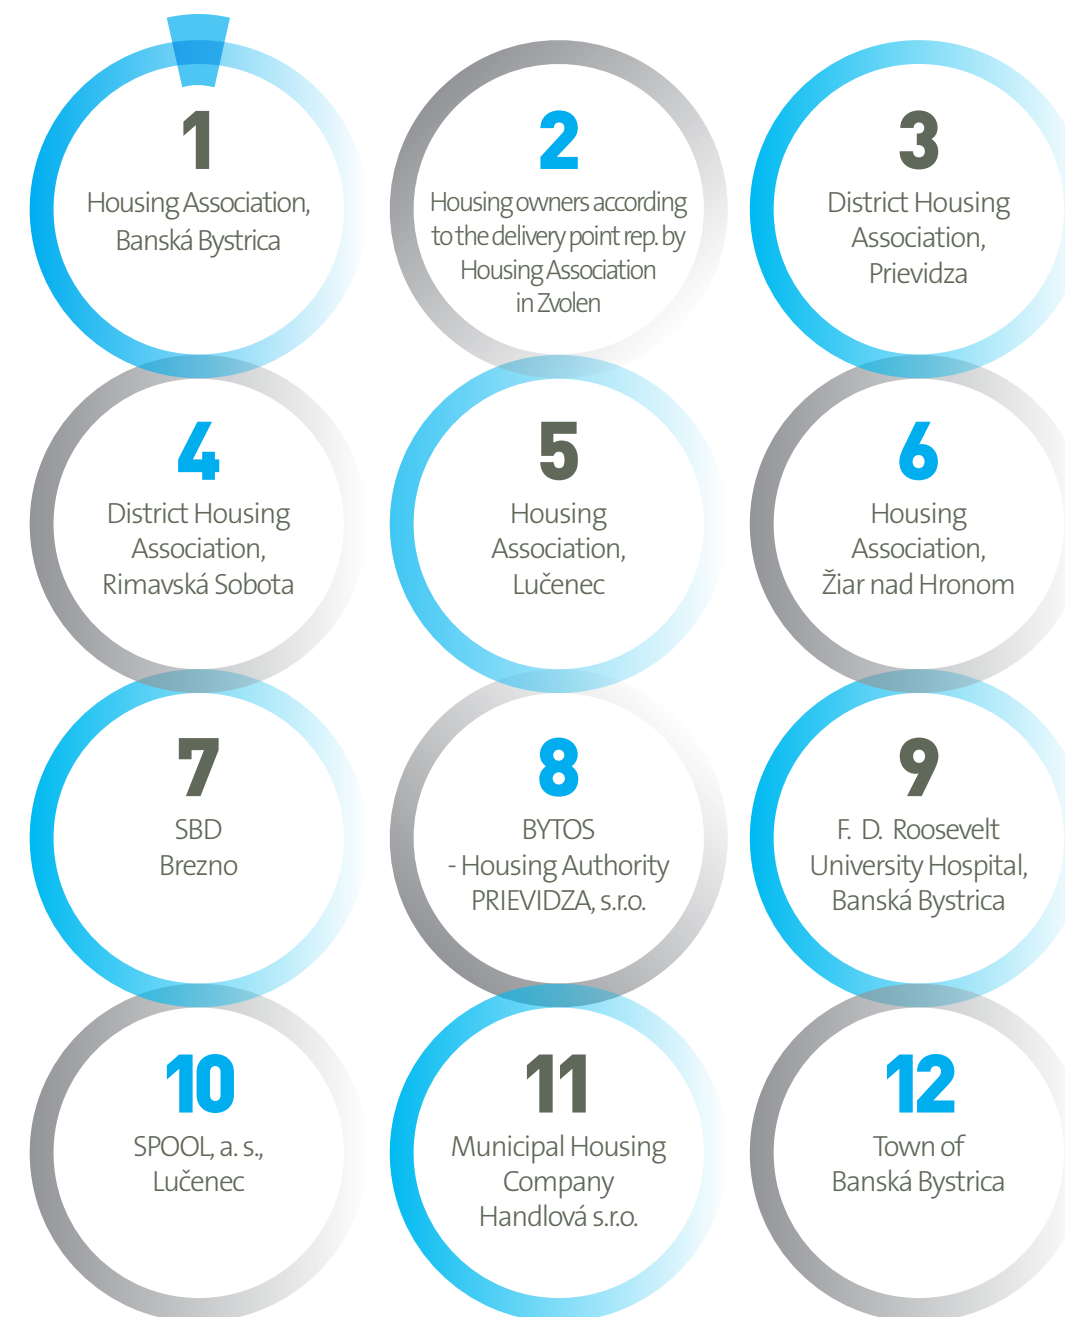 1
Housing Association,
Banská Bystrica
2
Housing owners according
to the delivery point rep. by
Housing Association
in Zvolen
3
District Housing
Association,
Prievidza
4
District Housing
Association,
Rimavská Sobota
5
Housing
Association,
Lučenec
6
Housing
Association,
Žiar nad Hronom
7
SBD
Brezno
8
BYTOS
- Housing Authority
PRIEVIDZA, s.r.o.
9
F. D. Roosevelt
University Hospital,
Banská Bystrica
10
SPOOL, a. s.,
Lučenec
11
Municipal Housing
Company
Handlová s.r.o.
12
Town of
Banská Bystrica